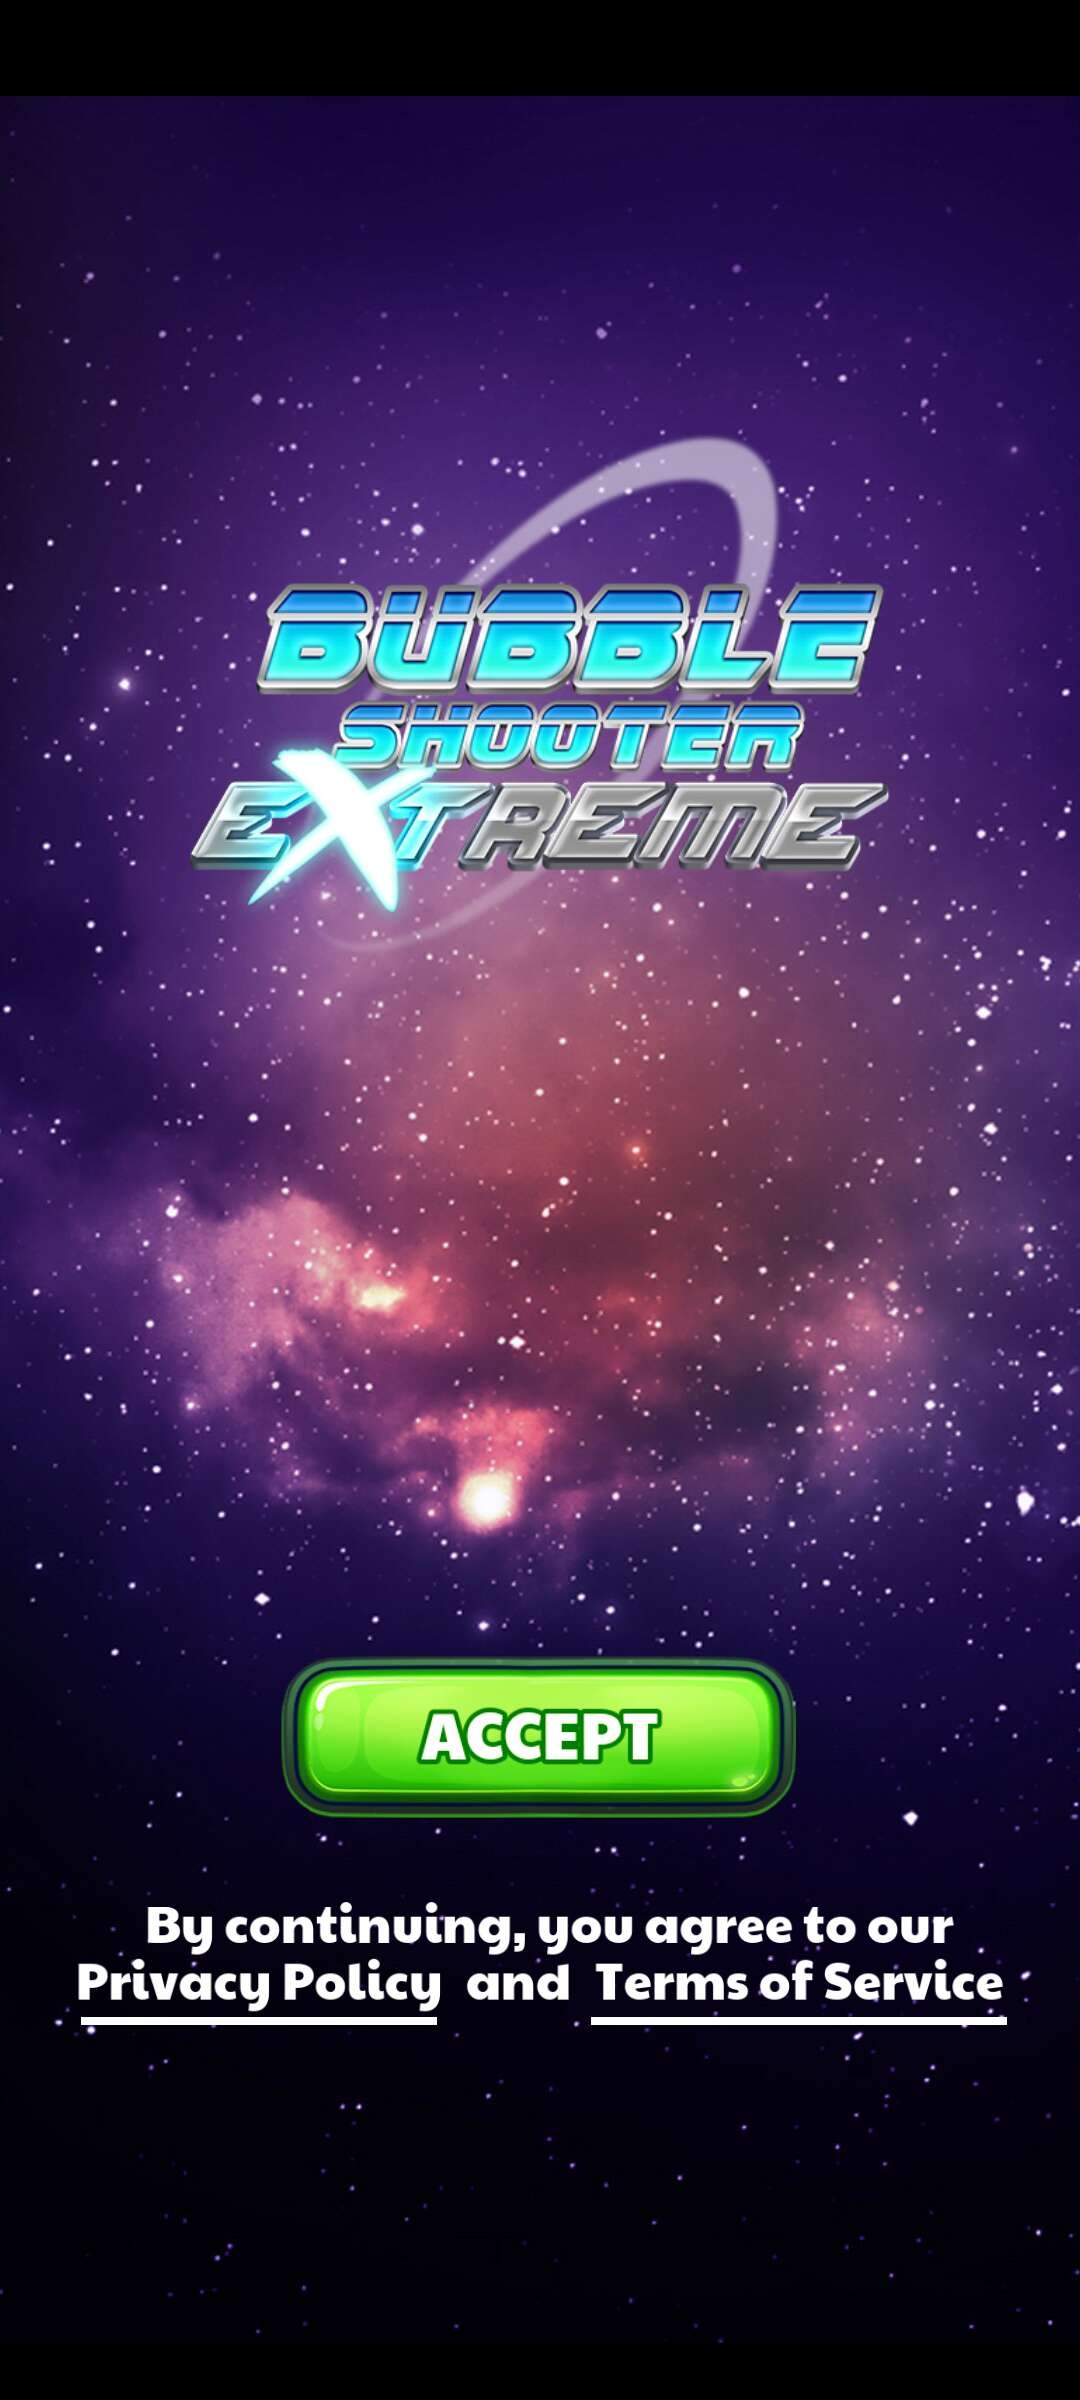 BUBBLE
SHOOTER
EXTREME
ACCEPT
By continuing, you agree to our
Privacy Policy and Terms of Service